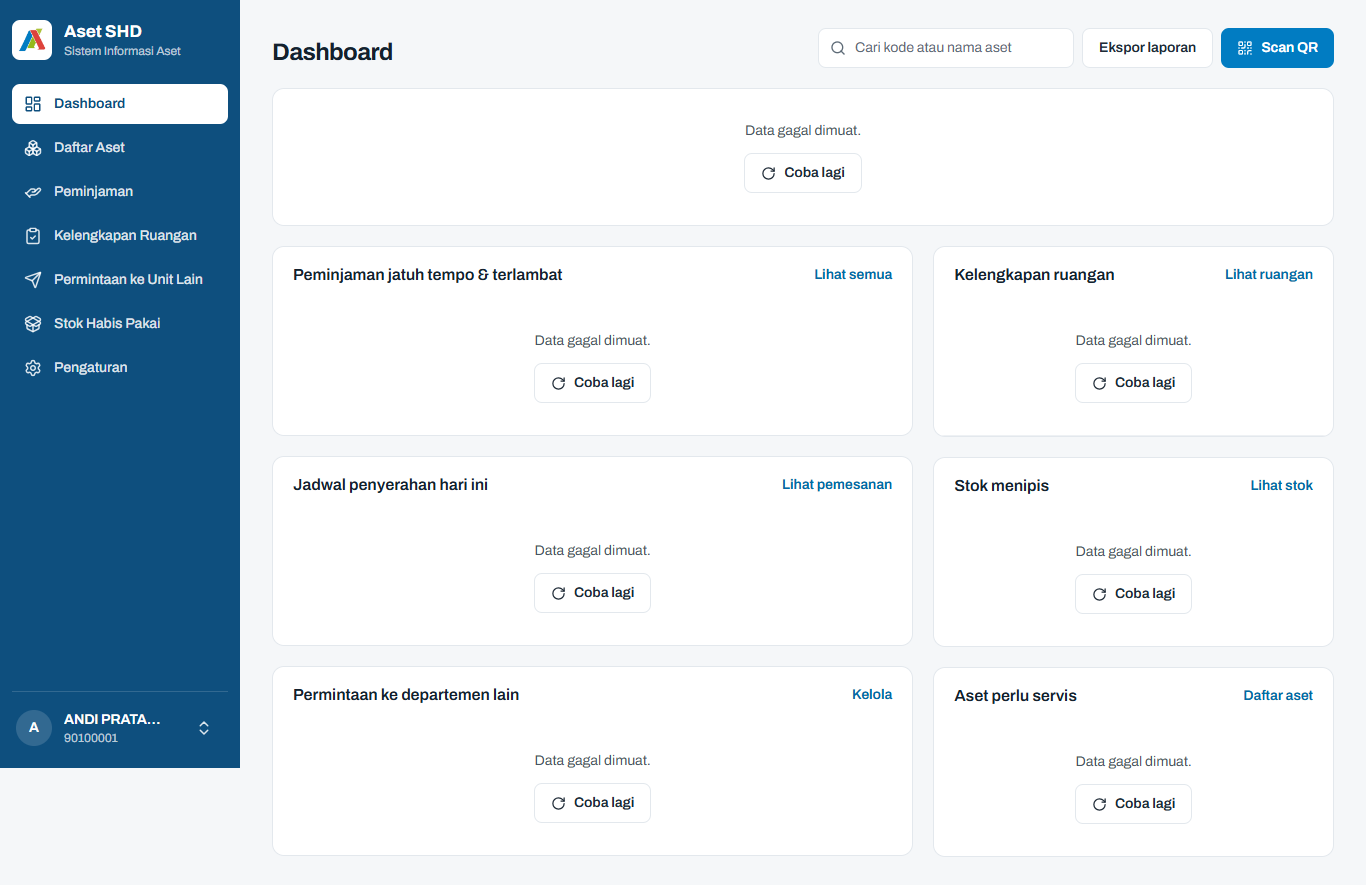 Aset SHD
Sistem Informasi Aset
Dashboard
Daftar Aset
Peminjaman
Kelengkapan Ruangan
Permintaan ke Unit Lain
Stok Habis Pakai
Pengaturan
ANDI PRATA...
A
90100001
Dashboard
Cari kode atau nama aset
Ekspor laporan
Scan QR
Data gagal dimuat.
Coba lagi
Peminjaman jatuh tempo & terlambat
Lihat semua
Data gagal dimuat.
Coba lagi
Kelengkapan ruangan
Lihat ruangan
Data gagal dimuat.
Coba lagi
Jadwal penyerahan hari ini
Lihat pemesanan
Data gagal dimuat.
Coba lagi
Stok menipis
Lihat stok
Data gagal dimuat.
Coba lagi
Permintaan ke departemen lain
Kelola
Data gagal dimuat.
Coba lagi
Aset perlu servis
Daftar aset
Data gagal dimuat.
Coba lagi